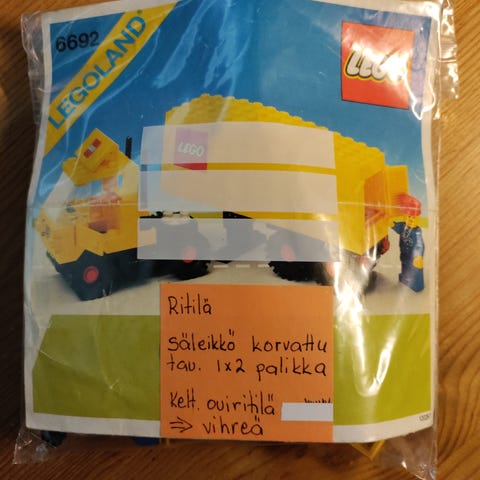 6692
LEGOLAND
LEGO
LEGO
Ritilä
Säleikkö korvattu
tav. 1x2 palikka
Kelt. oviritilä
⇒ vihreä